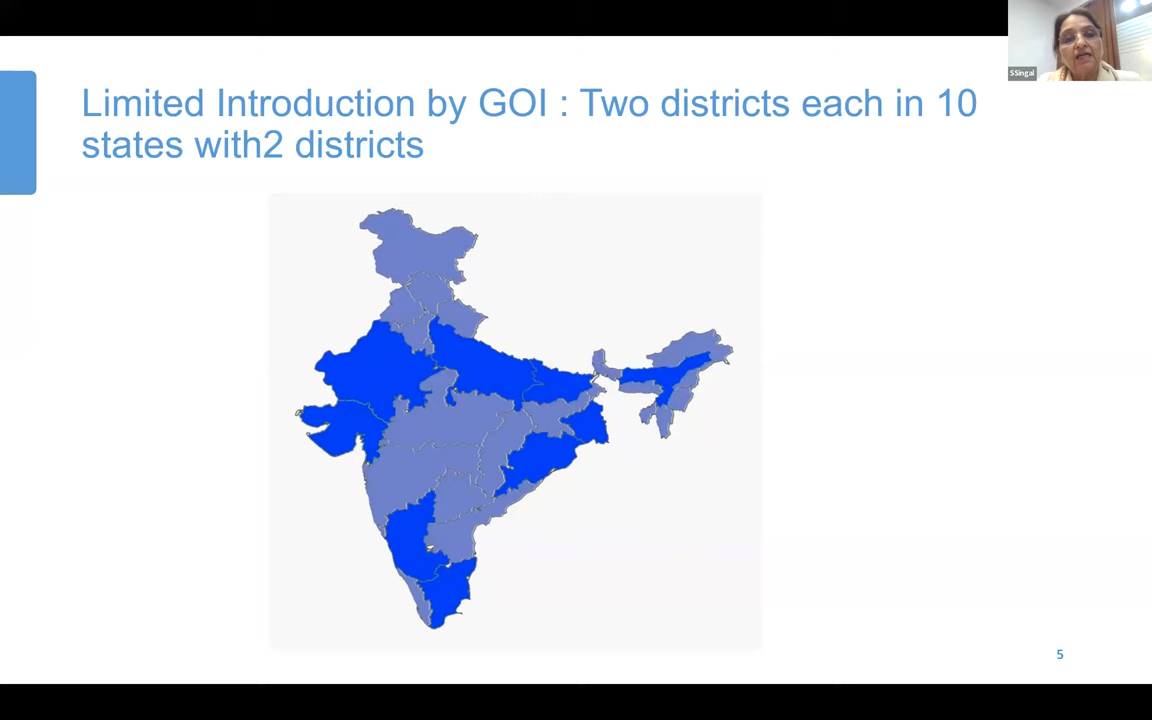 SSingal
Limited Introduction by GOI : Two districts each in 10
states with2 districts
5